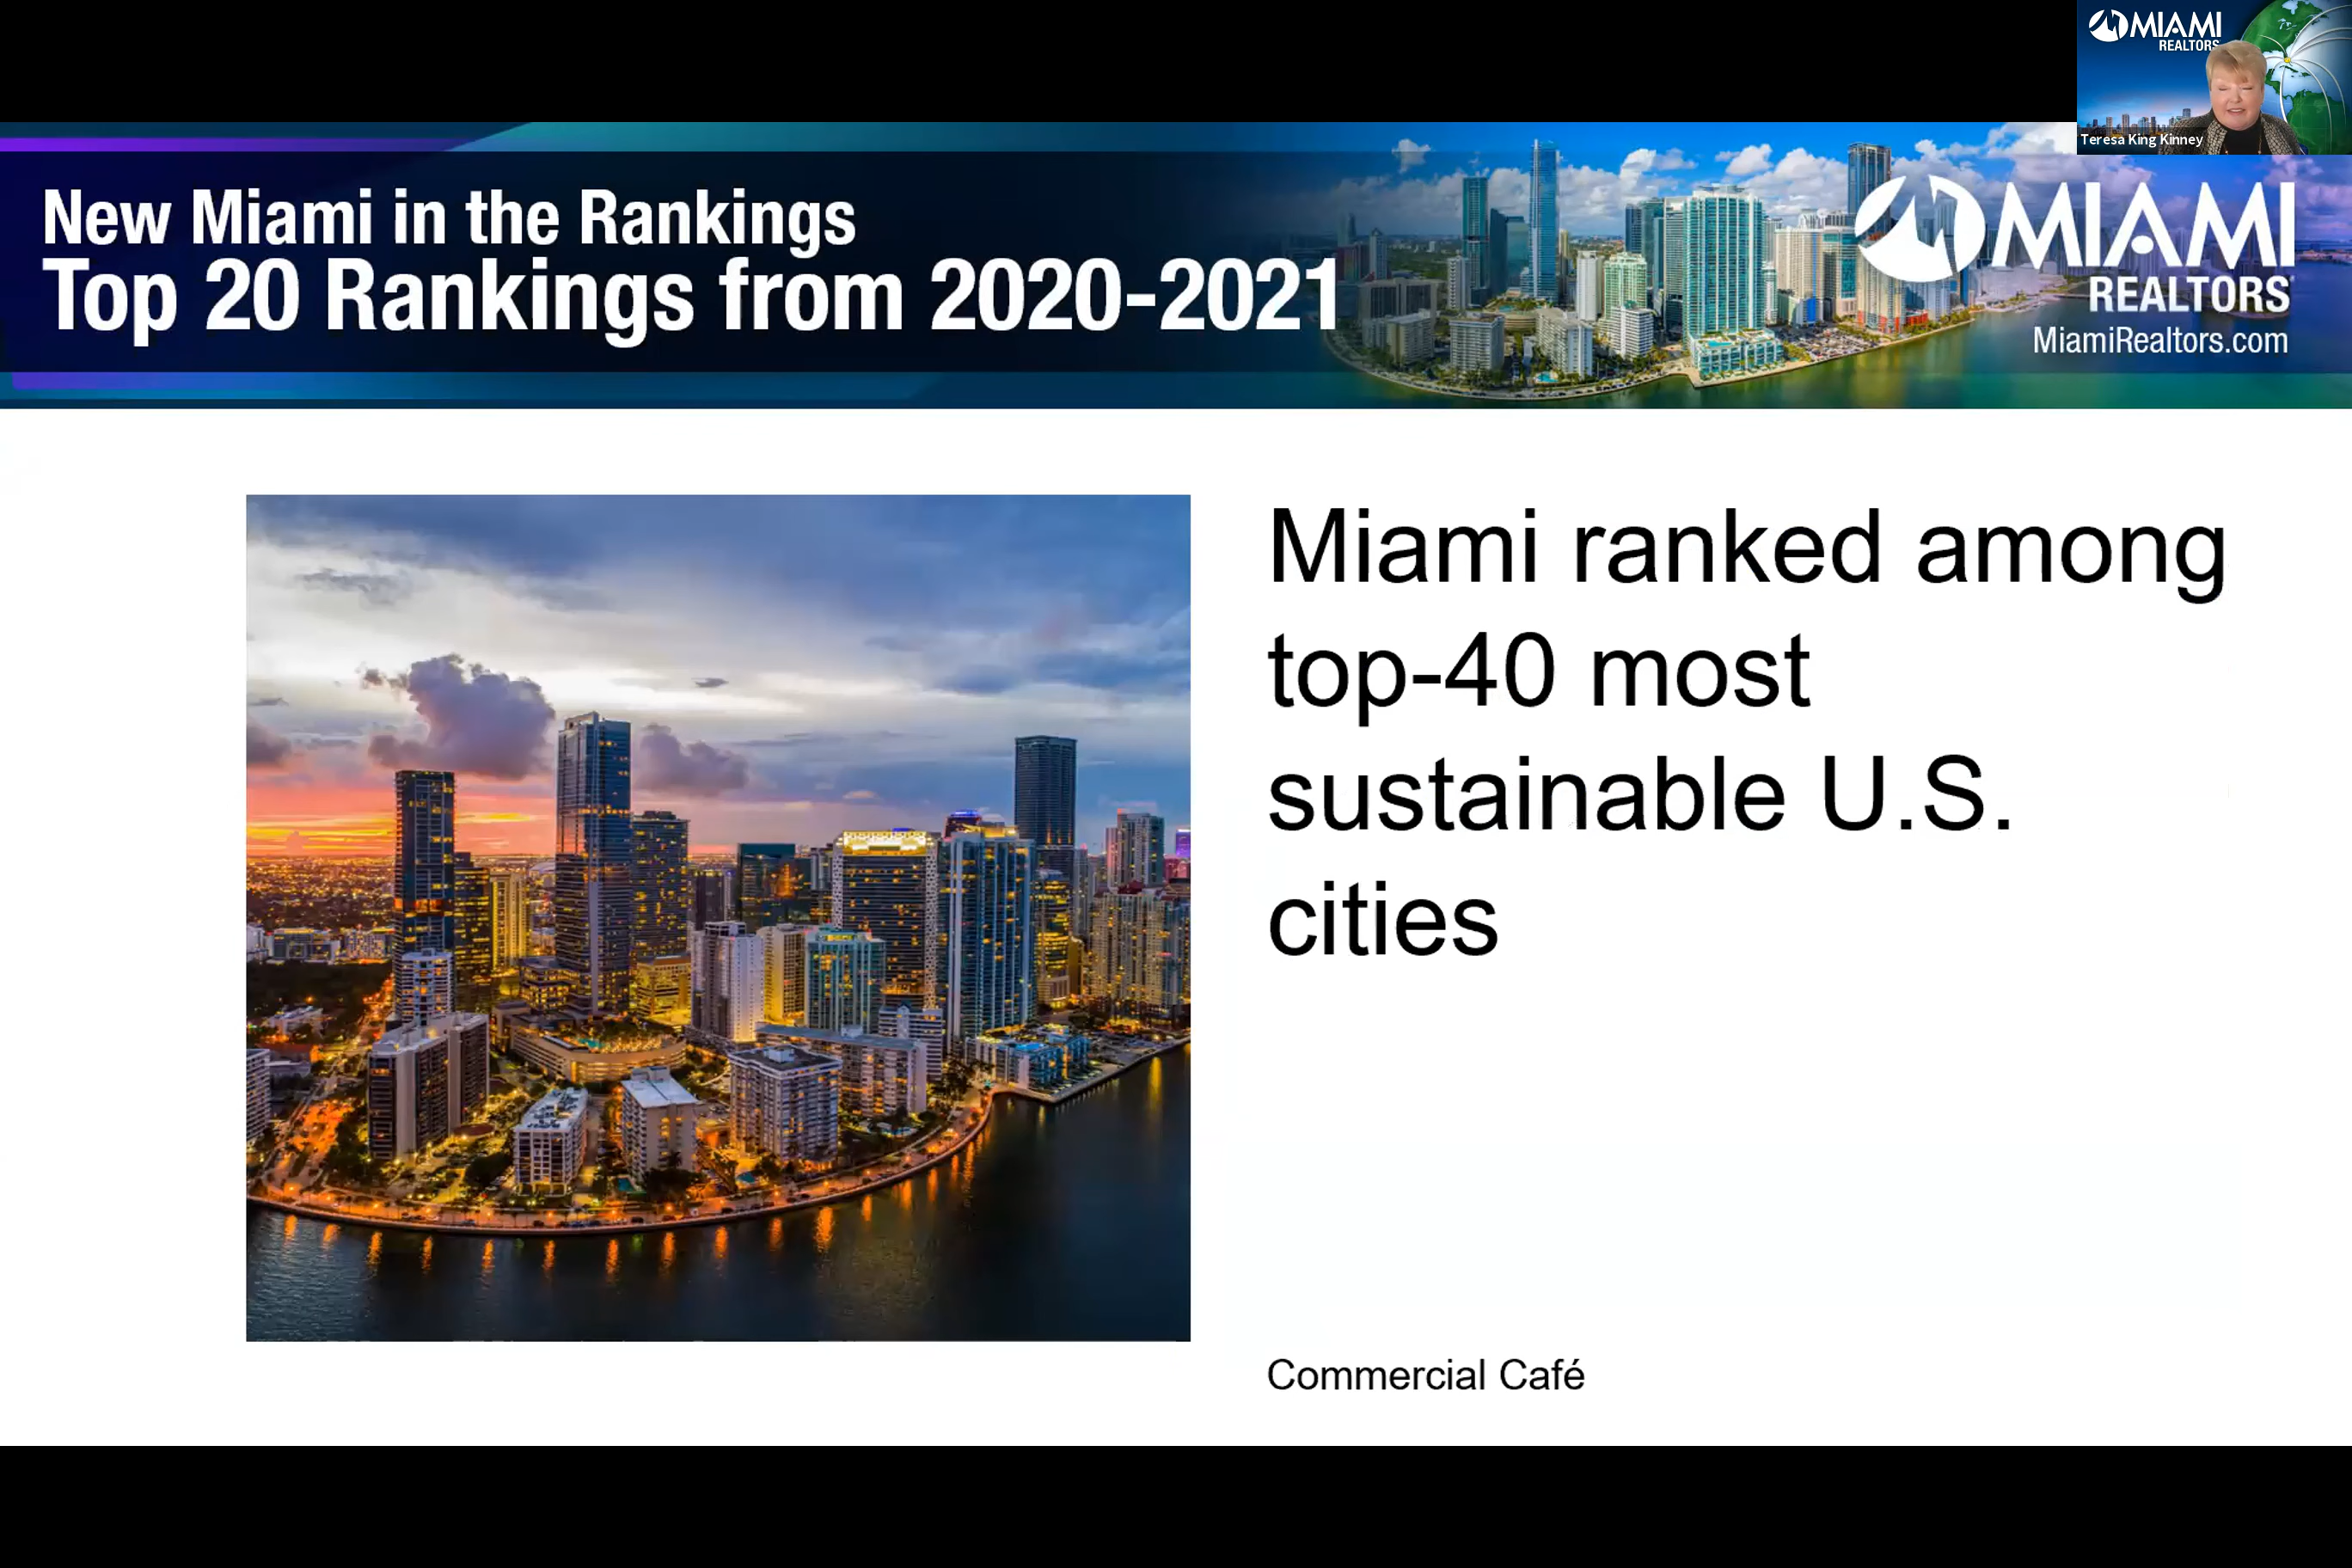 MIAMI
REALTORS
Teresa King Kinney
New Miami in the Rankings
Top 20 Rankings from 2020-2021
MIAMI
REALTORS
MiamiRealtors.com
Miami ranked among
top-40 most
sustainable U.S.
cities
Commercial Café